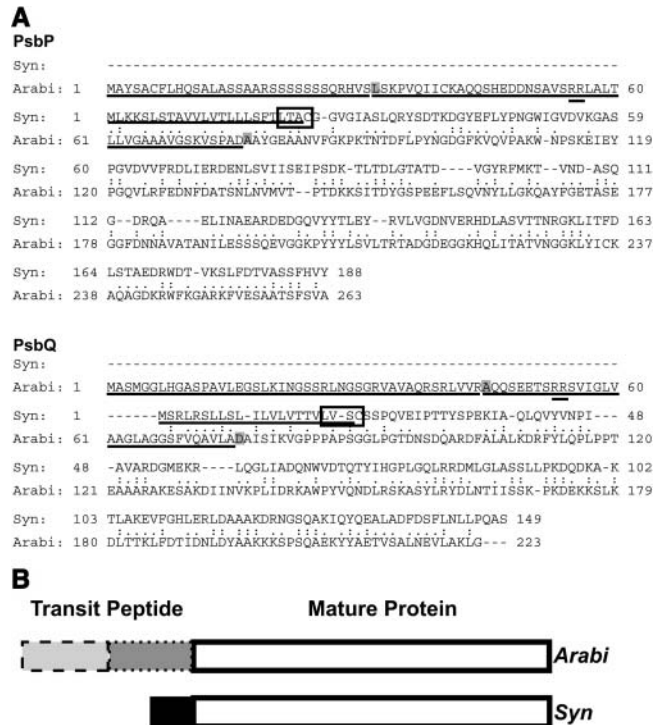 A
PsbP
Syn: ------------------------------------------------------------
Arabi: 1 MAYSACFLHQSALASSAARSSSSSSSQRHVSLSKPVQIICKAQQSHEDDNSAVSRRLALT 60
Syn: 1 MLKKSLSTAVVLVTLLLSFTLTACG-GVGIASLQRYSDTKDGYEFLYPNGWIGVDVKGAS 59
Arabi: 61 LLVGAAAVGSKVSPADAAYGEAANVFGKPKTNTDFLPYNGDGFKVQVPAKW-NPSKEIEY 119
Syn: 60 PGVDVVFRDLIERDENLSVIISEIPSDK-TLTDLGTATD----VGYRFMKT--VND-ASQ 111
Arabi: 120 PGQVLRFEDNFDATSNLNVMVT--PTDKKSITDYGSPEEFLSQVNYLLGKQAYFGETASE 177
Syn: 112 G--DRQA----ELINAEARDEDGQVYYTLEY--RVLVGDNVERHDLASVTTNRGKLITFD 163
Arabi: 178 GGFDNNAVATANILESSSQEVGGKPYYYLSVLTRTADGDEGGKHQLITATVNGGKLYICK 237
Syn: 164 LSTAEDRWDT-VKSLFDTVASSFHVY 188
Arabi: 238 AQAGDKRWFKGARKFVESAATSFSVA 263
PsbQ
Syn: ------------------------------------------------------------
Arabi: 1 MASMGGLHGASPAVLEGSLKINGSSRLNGSGRVAVAQRSRLVVRAQQSEETSRRSVIGLV 60
Syn: 1 ------MSRLRSLLSL-ILVLVTTVLV-SCSSPQVEIPTTYSPEKIA-QLQVYVNPI--- 48
Arabi: 61 AAGLAGGSFVQAVLADAISIKVGPPPAPSGGLPGTDNSDQARDFALALKDRFYLQPLPPT 120
Syn: 48 -AVARDGMEKR---LQGLIADQNWVDTQTYIHGPLGQLRRDMLGLASSLLPKDQDKA-K 102
Arabi: 121 EAAARAKESAKDIINVKPLIDRKAWPYVQNDLRSKASYLRYDLNTIISSK-PKDEKKSLK 179
Syn: 103 TLAKEVFGHLERLDAAAKDRNGSQAKIQYQEALADFDSFLNLLPQAS 149
Arabi: 180 DLTTKLFDTIDNLDYAAKKKSPSQAEKYYAETVSALNEVLAKLG--- 223
B
Transit Peptide Mature Protein
Arabi
Syn